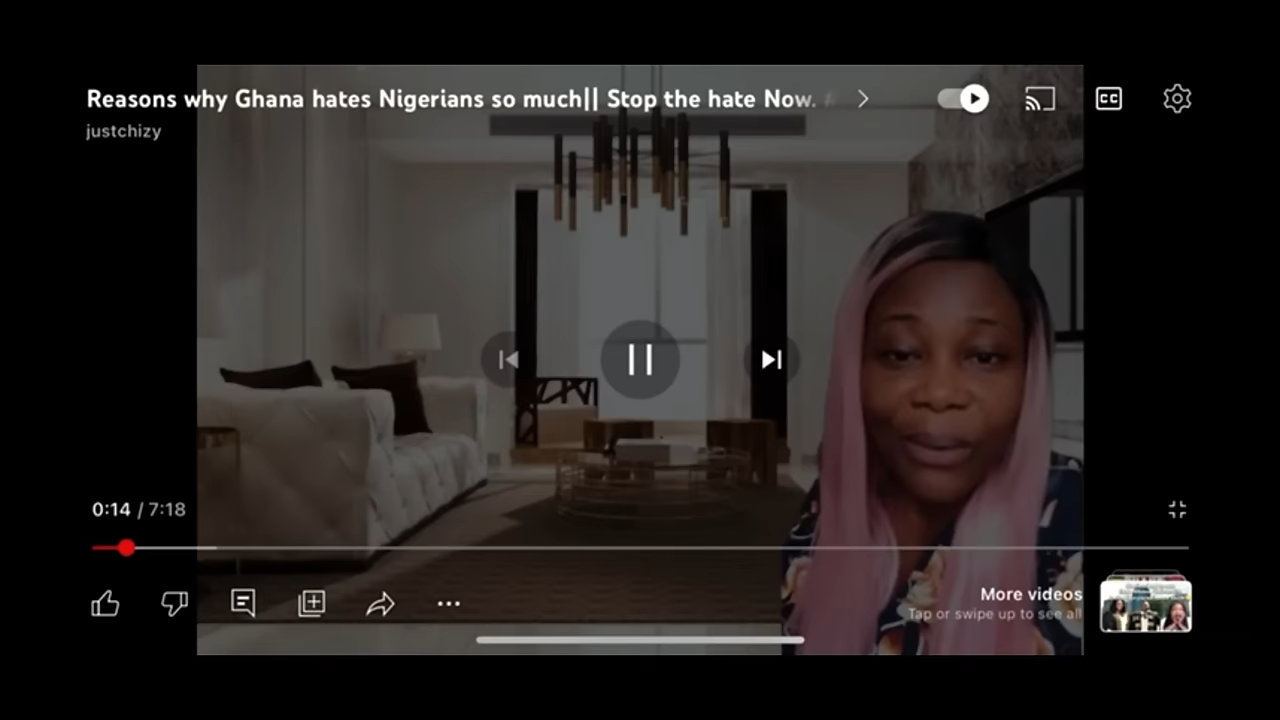 Reasons why Ghana hates Nigerians so much|| Stop the hate Now.
justchizy
CC
0:14 / 7:18
More videos
Tap or swipe up to see all